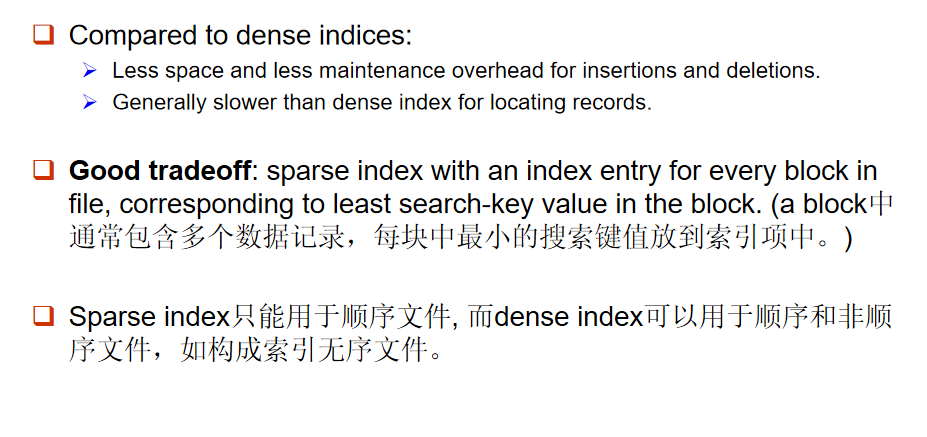 Compared to dense indices:
Less space and less maintenance overhead for insertions and deletions.
Generally slower than dense index for locating records.
Good tradeoff: sparse index with an index entry for every block in
file, corresponding to least search-key value in the block. (a block中
通常包含多个数据记录，每块中最小的搜索键值放到索引项中。)
Sparse index只能用于顺序文件, 而dense index可以用于顺序和非顺
序文件，如构成索引无序文件。